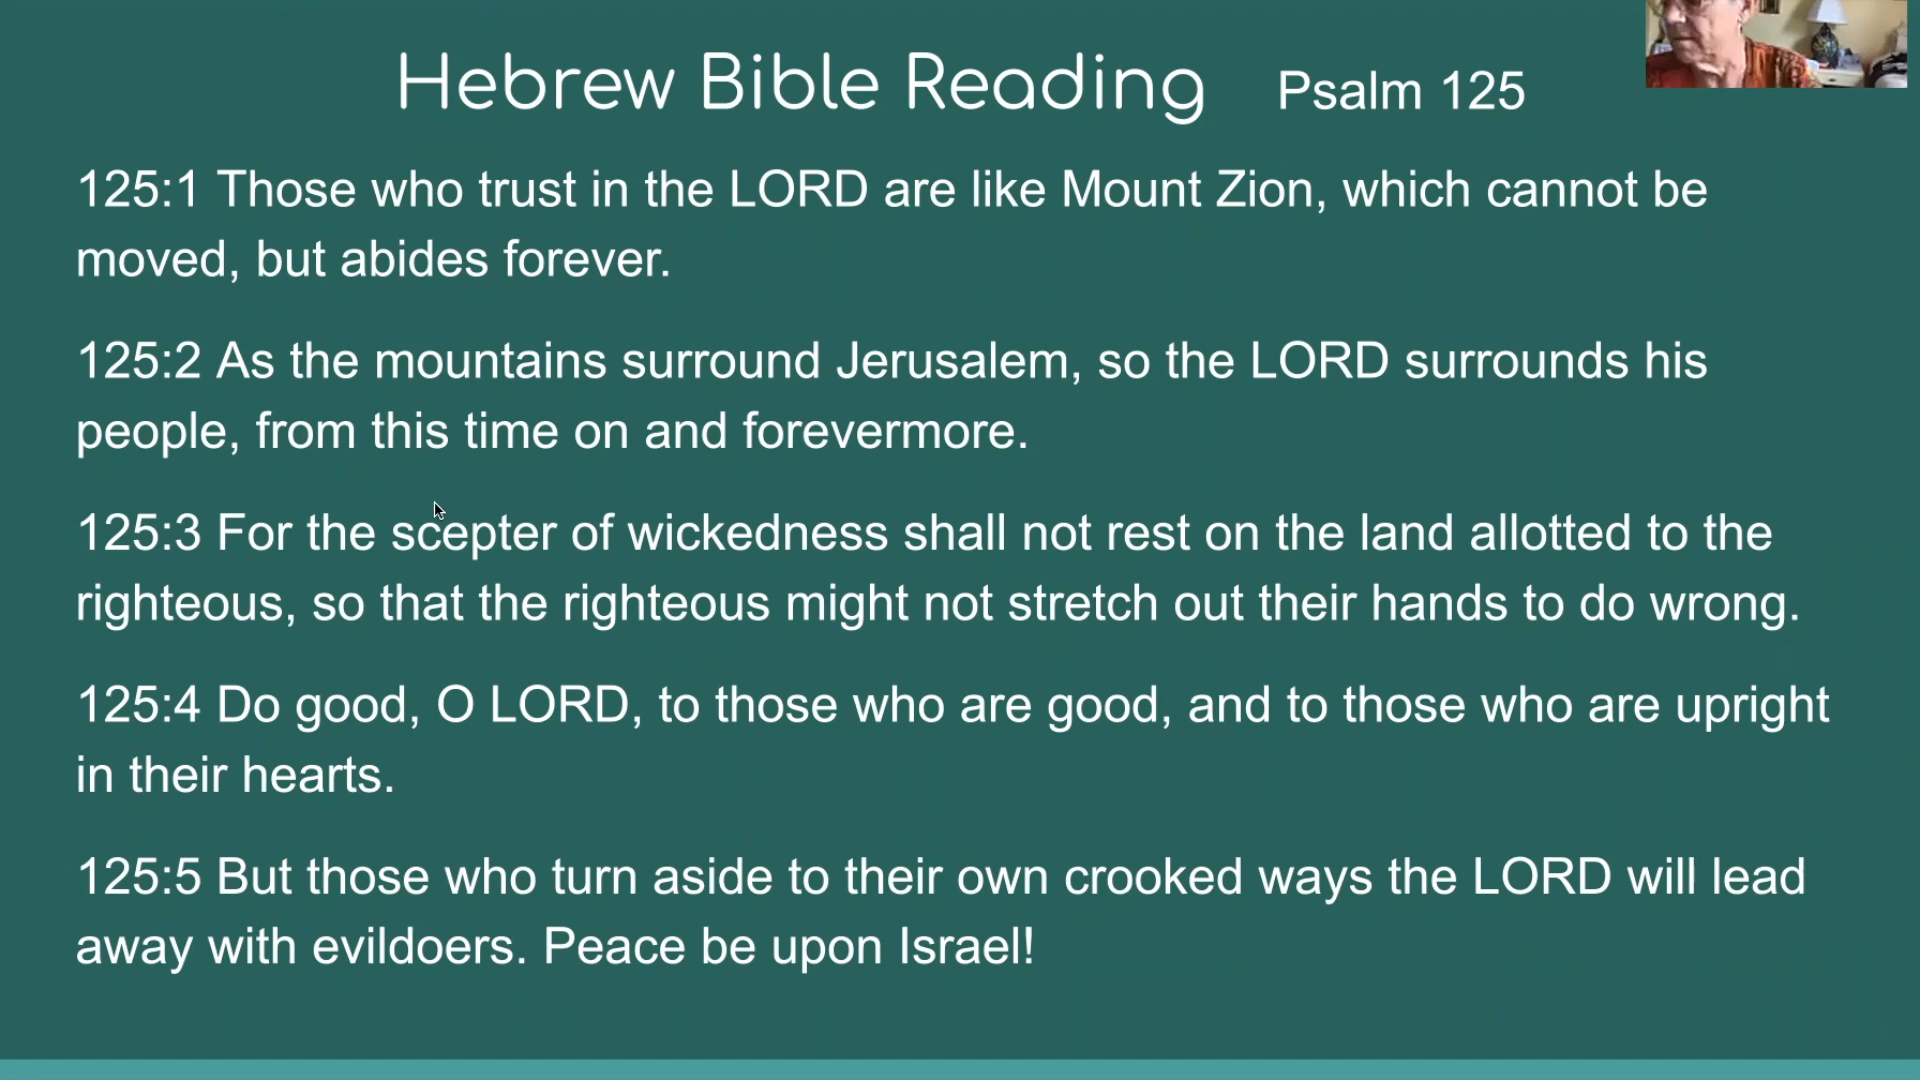 Hebrew Bible Reading Psalm 125
125:1 Those who trust in the LORD are like Mount Zion, which cannot be
moved, but abides forever.
125:2 As the mountains surround Jerusalem, so the LORD surrounds his
people, from this time on and forevermore.
125:3 For the scepter of wickedness shall not rest on the land allotted to the
righteous, so that the righteous might not stretch out their hands to do wrong.
125:4 Do good, O LORD, to those who are good, and to those who are upright
in their hearts.
125:5 But those who turn aside to their own crooked ways the LORD will lead
away with evildoers. Peace be upon Israel!